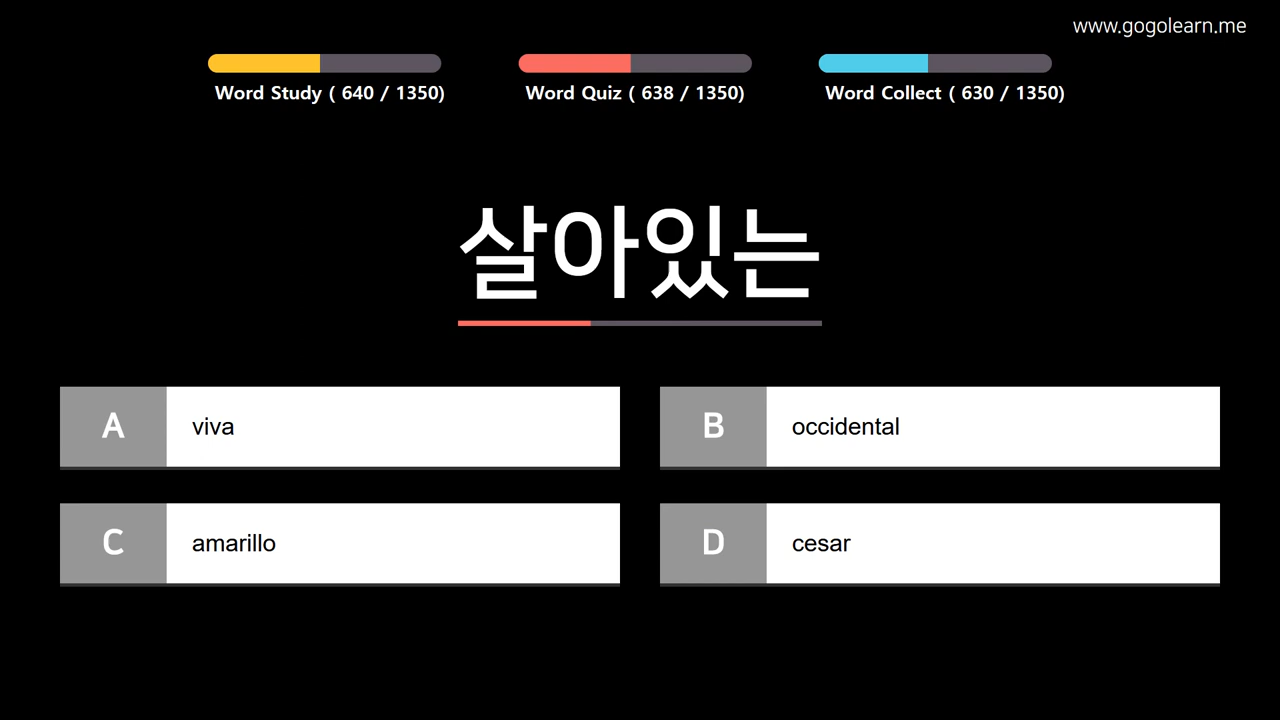 www.gogolearn.me
Word Study ( 640 / 1350)
Word Quiz ( 638 / 1350)
Word Collect ( 630 / 1350)
살아있는
A viva
B occidental
C amarillo
D cesar